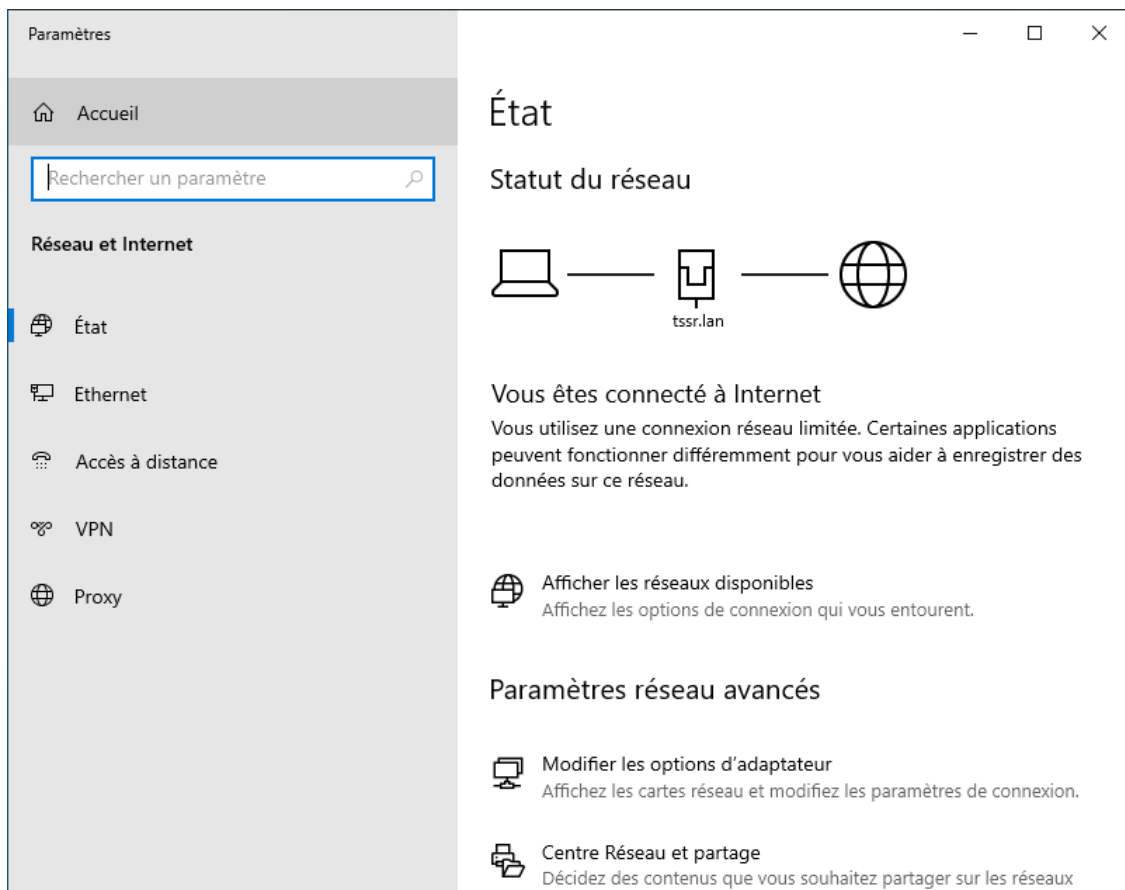 Paramètres
Accueil
Rechercher un paramètre
Réseau et Internet
État
Ethernet
Accès à distance
VPN
Proxy
État
Statut du réseau
tssr.lan
Vous êtes connecté à Internet
Vous utilisez une connexion réseau limitée. Certaines applications
peuvent fonctionner différemment pour vous aider à enregistrer des
données sur ce réseau.
Afficher les réseaux disponibles
Affichez les options de connexion qui vous entourent.
Paramètres réseau avancés
Modifier les options d'adaptateur
Affichez les cartes réseau et modifiez les paramètres de connexion.
Centre Réseau et partage
Décidez des contenus que vous souhaitez partager sur les réseaux